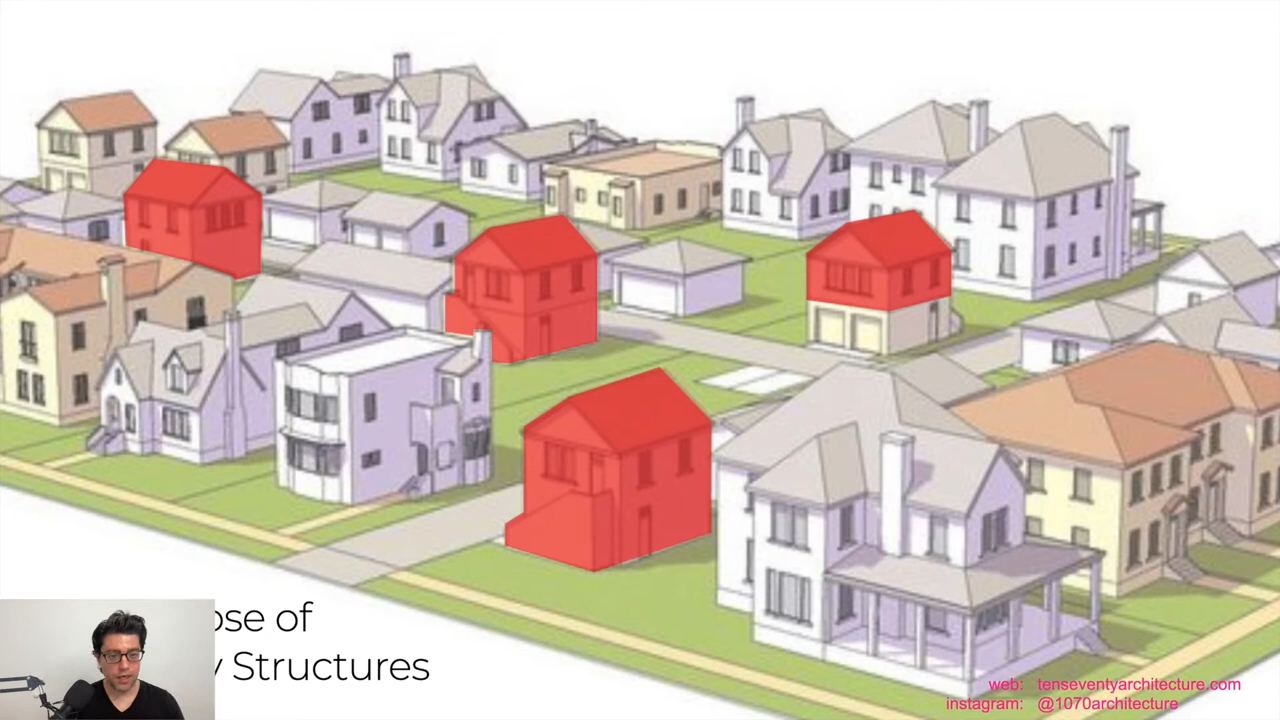 ose of
Structures
web: tenseventyarchitecture.com
instagram: @1070architecture